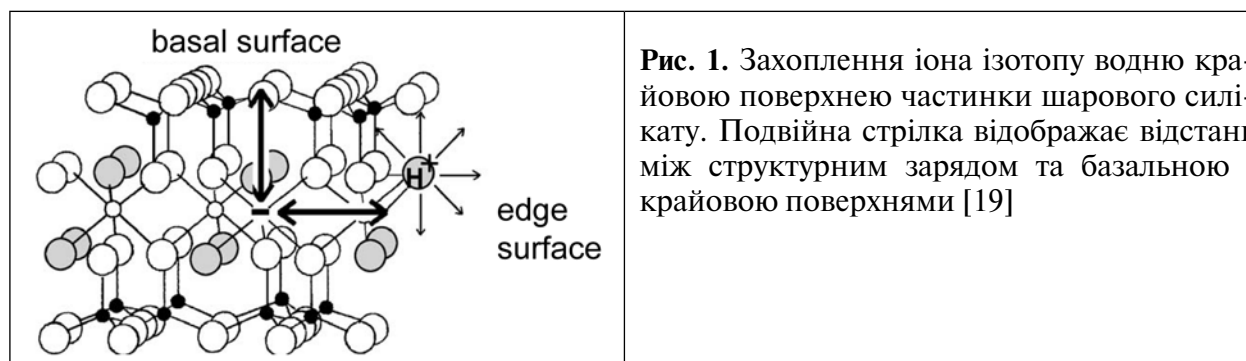 basal surface
−
H+
edge
surface
Рис. 1. Захоплення іона ізотопу водню кра-
йовою поверхнею частинки шарового силі-
кату. Подвійна стрілка відображає відстань
між структурним зарядом та базальною
крайовою поверхнями [19]